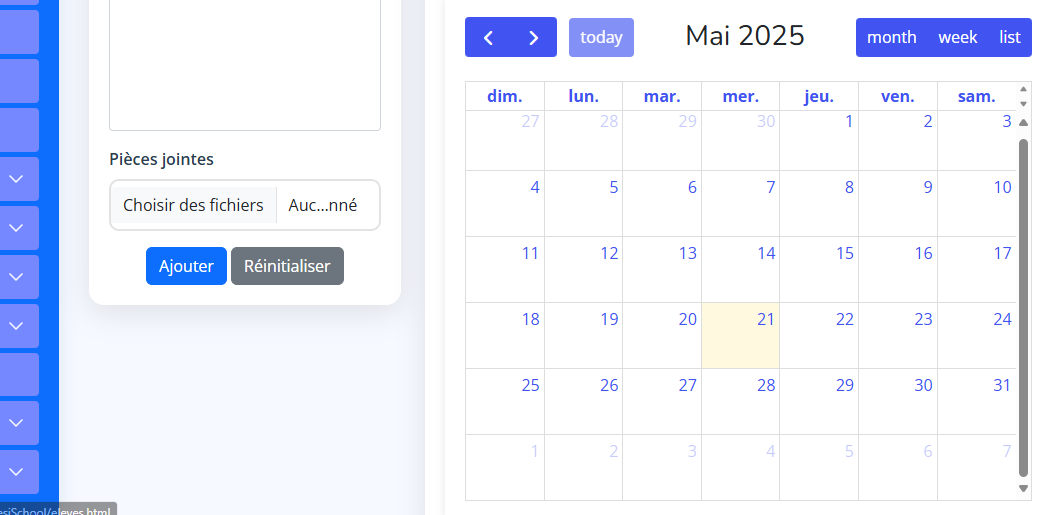 Pièces jointes
Choisir des fichiers Auc...nné
Ajouter Réinitialiser
today Mai 2025 month week list
dim. lun. mar. mer. jeu. ven. sam.
27 28 29 30 1 2 3
4 5 6 7 8 9 10
11 12 13 14 15 16 17
18 19 20 21 22 23 24
25 26 27 28 29 30 31
1 2 3 4 5 6 7
esiSchool/eleves.html